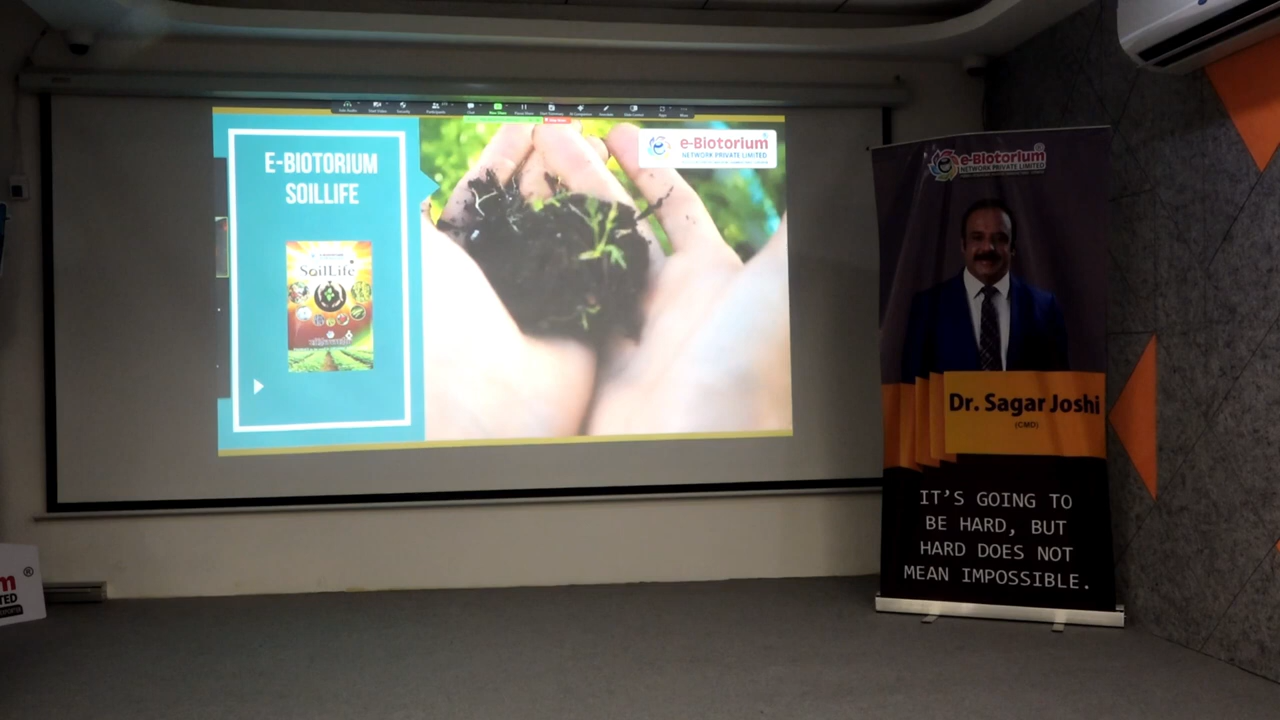 E-BIOTORIUM
SOILLIFE
SoilLife
e-Biotorium®
NETWORK PRIVATE LIMITED
e-Biotorium®
NETWORK PRIVATE LIMITED
Dr. Sagar Joshi
(CMD)
IT'S GOING TO
BE HARD, BUT
HARD DOES NOT
MEAN IMPOSSIBLE.
m®
TED